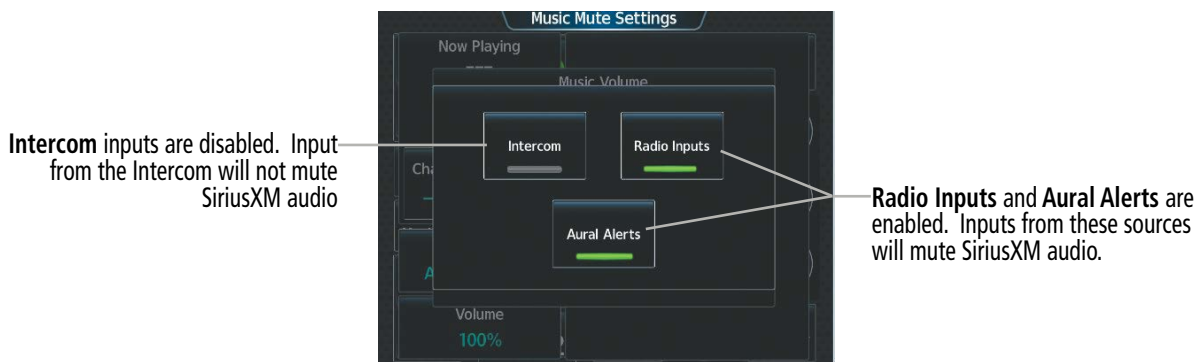 Music Mute Settings
Now Playing
Music Volume
Intercom
Radio Inputs
Intercom inputs are disabled. Input
from the Intercom will not mute
SiriusXM audio
Cha
Aural Alerts
Radio Inputs and Aural Alerts are
enabled. Inputs from these sources
will mute SiriusXM audio.
A
Volume
100%